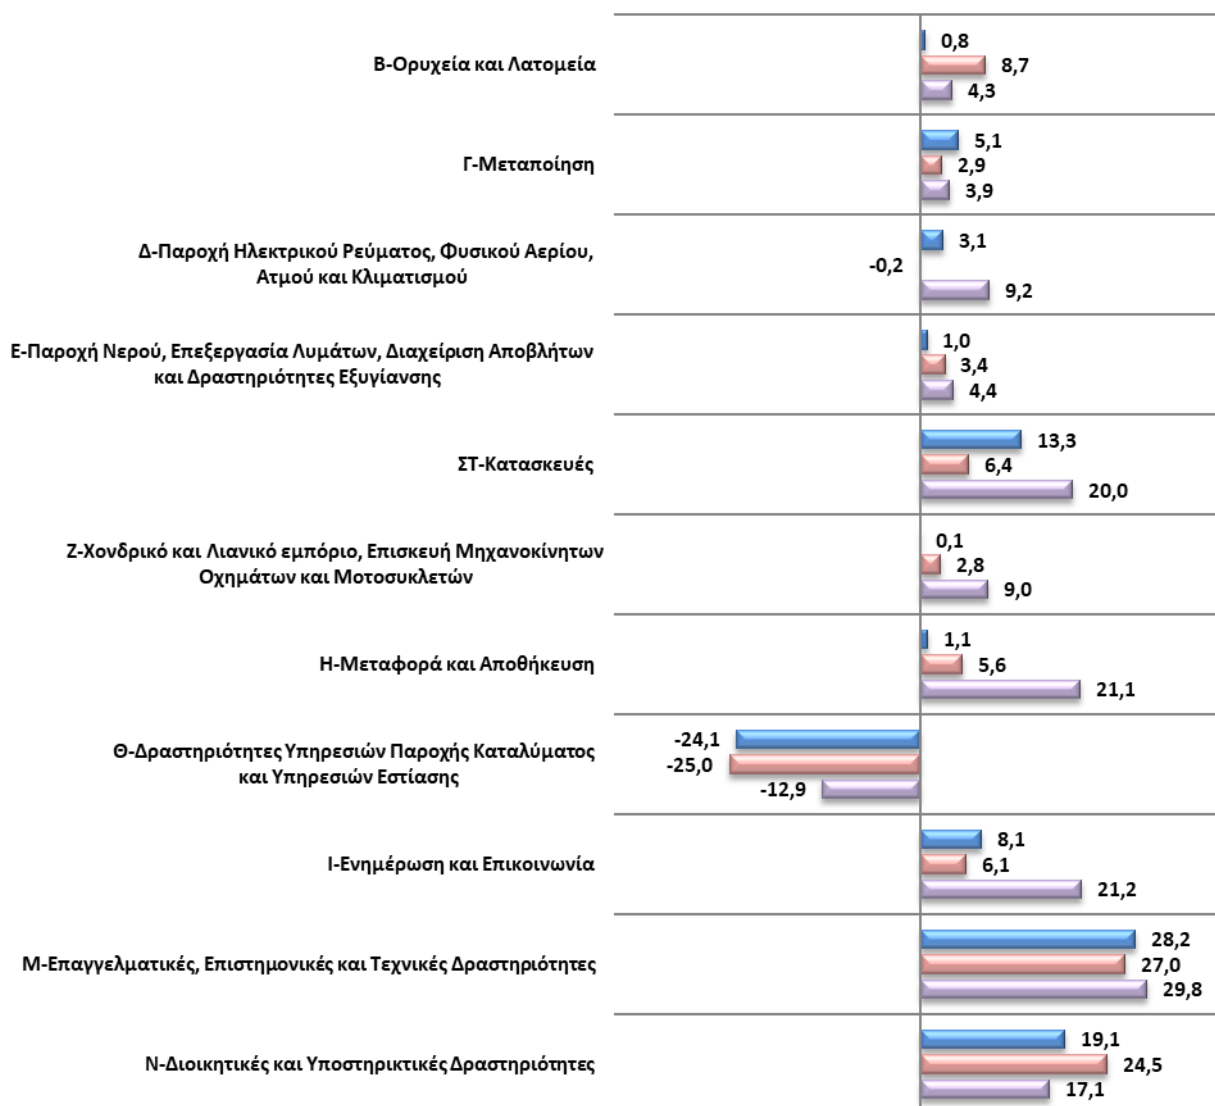 Β-Ορυχεία και Λατομεία
0,8
8,7
4,3
Γ-Μεταποίηση
5,1
2,9
3,9
Δ-Παροχή Ηλεκτρικού Ρεύματος, Φυσικού Αερίου,
Ατμού και Κλιματισμού
3,1
-0,2
9,2
Ε-Παροχή Νερού, Επεξεργασία Λυμάτων, Διαχείριση Αποβλήτων
και Δραστηριότητες Εξυγίανσης
1,0
3,4
4,4
ΣΤ-Κατασκευές
13,3
6,4
20,0
Ζ-Χονδρικό και Λιανικό εμπόριο, Επισκευή Μηχανοκίνητων
Οχημάτων και Μοτοσυκλετών
0,1
2,8
9,0
Η-Μεταφορά και Αποθήκευση
1,1
5,6
21,1
Θ-Δραστηριότητες Υπηρεσιών Παροχής Καταλύματος
και Υπηρεσιών Εστίασης
-24,1
-25,0
-12,9
Ι-Ενημέρωση και Επικοινωνία
8,1
6,1
21,2
Μ-Επαγγελματικές, Επιστημονικές και Τεχνικές Δραστηριότητες
28,2
27,0
29,8
Ν-Διοικητικές και Υποστηρικτικές Δραστηριότητες
19,1
24,5
17,1